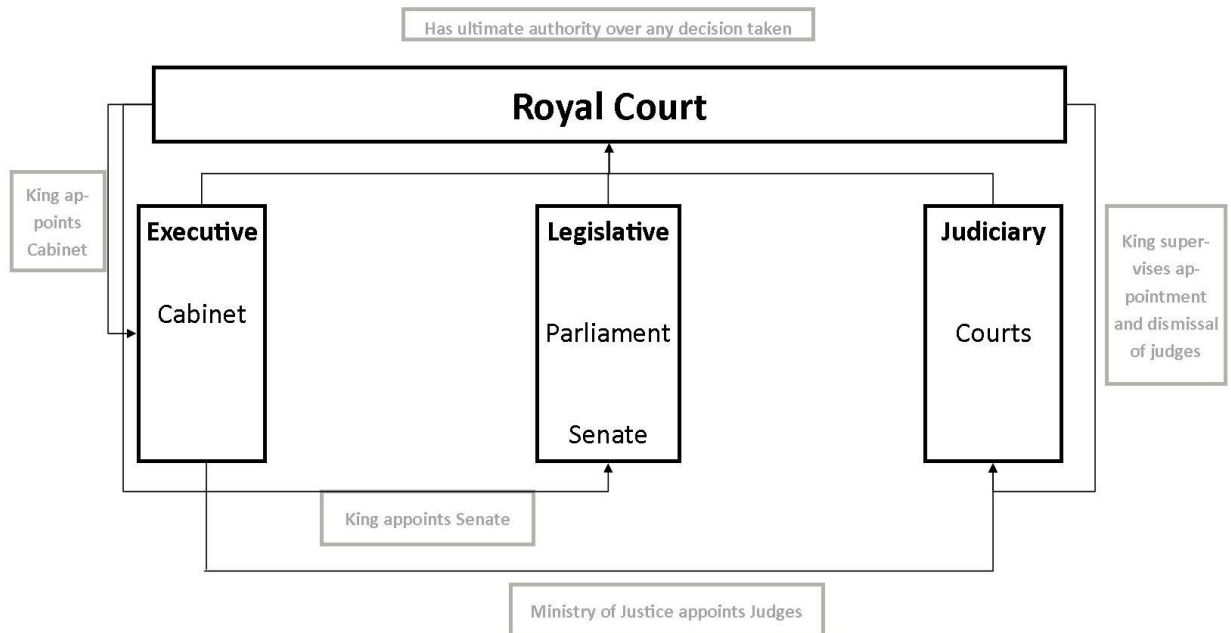 Has ultimate authority over any decision taken
Royal Court
King ap-
points
Cabinet
Executive
Cabinet
Legislative
Parliament
Senate
Judiciary
Courts
King super-
vises ap-
pointment
and dismissal
of judges
King appoints Senate
Ministry of Justice appoints Judges